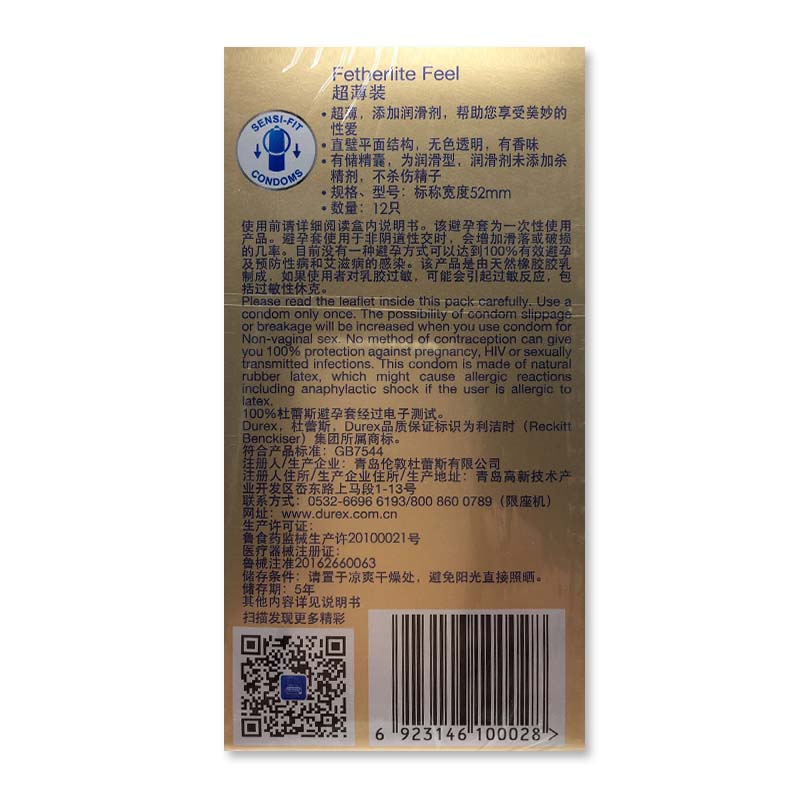 Fetherlite Feel
超薄装
SENSI-FIT
CONDOMS
• 超薄，添加润滑剂，帮助您享受美妙的
性爱
• 直壁平面结构，无色透明，有香味
• 有储精囊，为润滑型，润滑剂未添加杀
精剂，不杀伤精子
• 规格、型号：标称宽度52mm
• 数量：12只
使用前请详细阅读盒内说明书。该避孕套为一次性使用
产品。避孕套使用于非阴道性交时，会增加滑落或破损
的几率。目前没有一种避孕方式可以达到100%有效避孕
及预防性病和艾滋病的感染。该产品是由天然橡胶胶乳
制成，如果使用者对乳胶过敏，可能会引起过敏反应，包
括过敏性休克。
Please read the leaflet inside this pack carefully. Use a
condom only once. The possibility of condom slippage
or breakage will be increased when you use condom for
Non-vaginal sex. No method of contraception can give
you 100% protection against pregnancy, HIV or sexually
transmitted infections. This condom is made of natural
rubber latex, which might cause allergic reactions
including anaphylactic shock if the user is allergic to
latex.
100%杜蕾斯避孕套经过电子测试。
Durex，杜蕾斯，Durex品质保证标识为利洁时（Reckitt
Benckiser）集团所属商标。
符合产品标准：GB7544
注册人/生产企业：青岛伦敦杜蕾斯有限公司
注册人住所/生产企业住所/生产地址：青岛高新技术产
业开发区岙东路上马段1-13号
联系方式：0532-6696 6193/800 860 0789（限座机）
网址：www.durex.com.cn
生产许可证：
鲁食药监械生产许20100021号
医疗器械注册证：
鲁械注准20162660063
储存条件：请置于凉爽干燥处，避免阳光直接照晒。
储存期：5年
其他内容详见说明书
扫描发现更多精彩
6 923146 100028 >